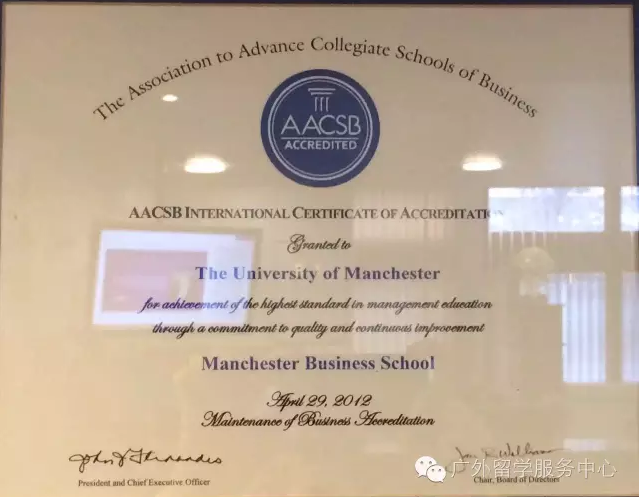 The Association to Advance Collegiate Schools of Business
AACSB
ACCREDITED
AACSB INTERNATIONAL CERTIFICATE OF ACCREDITATION
Granted to
The University of Manchester
for achievement of the highest standard in management education
through a commitment to quality and continuous improvement
Manchester Business School
April 29, 2012
Maintenance of Business Accreditation
President and Chief Executive Officer
Chair, Board of Directors
广外留学服务中心